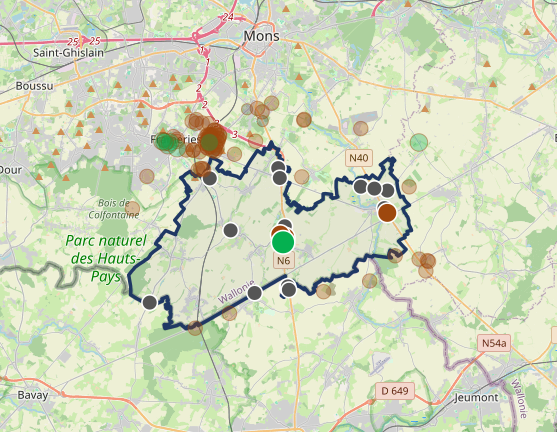 24
Mons
25
25
Saint-Ghislain
1
1
Boussu
2
2
3
N40
Dour
Bois de
Colfontaine
Parc naturel
des Hauts-
Pays
N6
Wallonie
N54a
D 649
Bavay
Jeumont
Wallonie